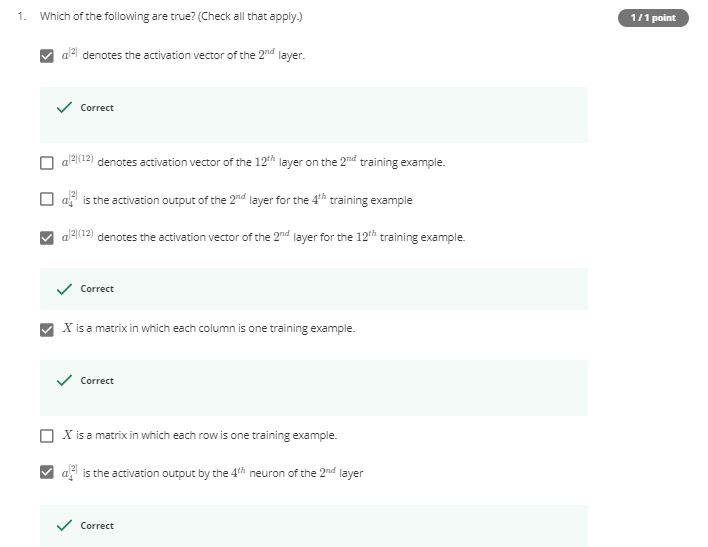 1. Which of the following are true? (Check all that apply.)
1 / 1 point
a^[2] denotes the activation vector of the 2^nd layer.
Correct
a^[2](12) denotes activation vector of the 12^th layer on the 2^nd training example.
a_4^[2] is the activation output of the 2^nd layer for the 4^th training example
a^[2](12) denotes the activation vector of the 2^nd layer for the 12^th training example.
Correct
X is a matrix in which each column is one training example.
Correct
X is a matrix in which each row is one training example.
a_4^[2] is the activation output by the 4^th neuron of the 2^nd layer
Correct